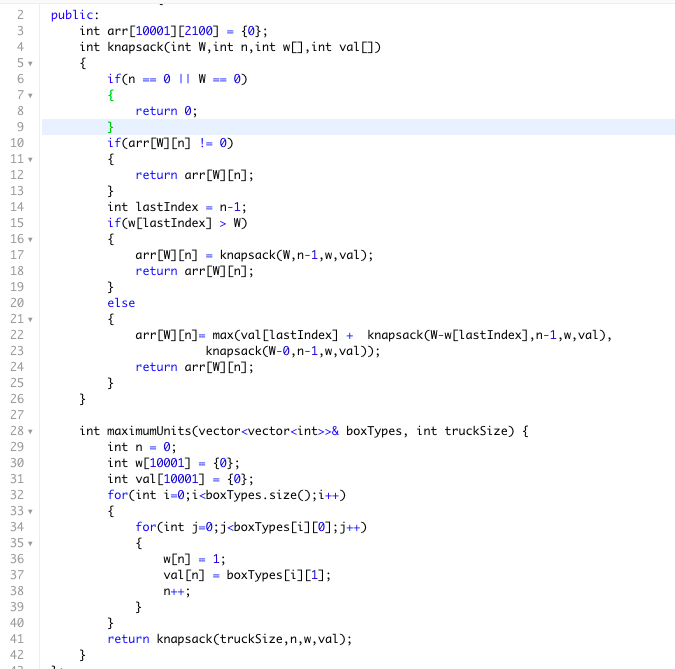 2 public:
3     int arr[10001][2100] = {0};
4     int knapsack(int W,int n,int w[],int val[])
5     {
6         if(n == 0 || W == 0)
7         {
8             return 0;
9         }
10         if(arr[W][n] != 0)
11         {
12             return arr[W][n];
13         }
14         int lastIndex = n-1;
15         if(w[lastIndex] > W)
16         {
17             arr[W][n] = knapsack(W,n-1,w,val);
18             return arr[W][n];
19         }
20         else
21         {
22             arr[W][n]= max(val[lastIndex] +  knapsack(W-w[lastIndex],n-1,w,val),
23                       knapsack(W-0,n-1,w,val));
24             return arr[W][n];
25         }
26     }
27
28     int maximumUnits(vector<vector<int>>& boxTypes, int truckSize) {
29         int n = 0;
30         int w[10001] = {0};
31         int val[10001] = {0};
32         for(int i=0;i<boxTypes.size();i++)
33         {
34             for(int j=0;j<boxTypes[i][0];j++)
35             {
36                 w[n] = 1;
37                 val[n] = boxTypes[i][1];
38                 n++;
39             }
40         }
41         return knapsack(truckSize,n,w,val);
42     }